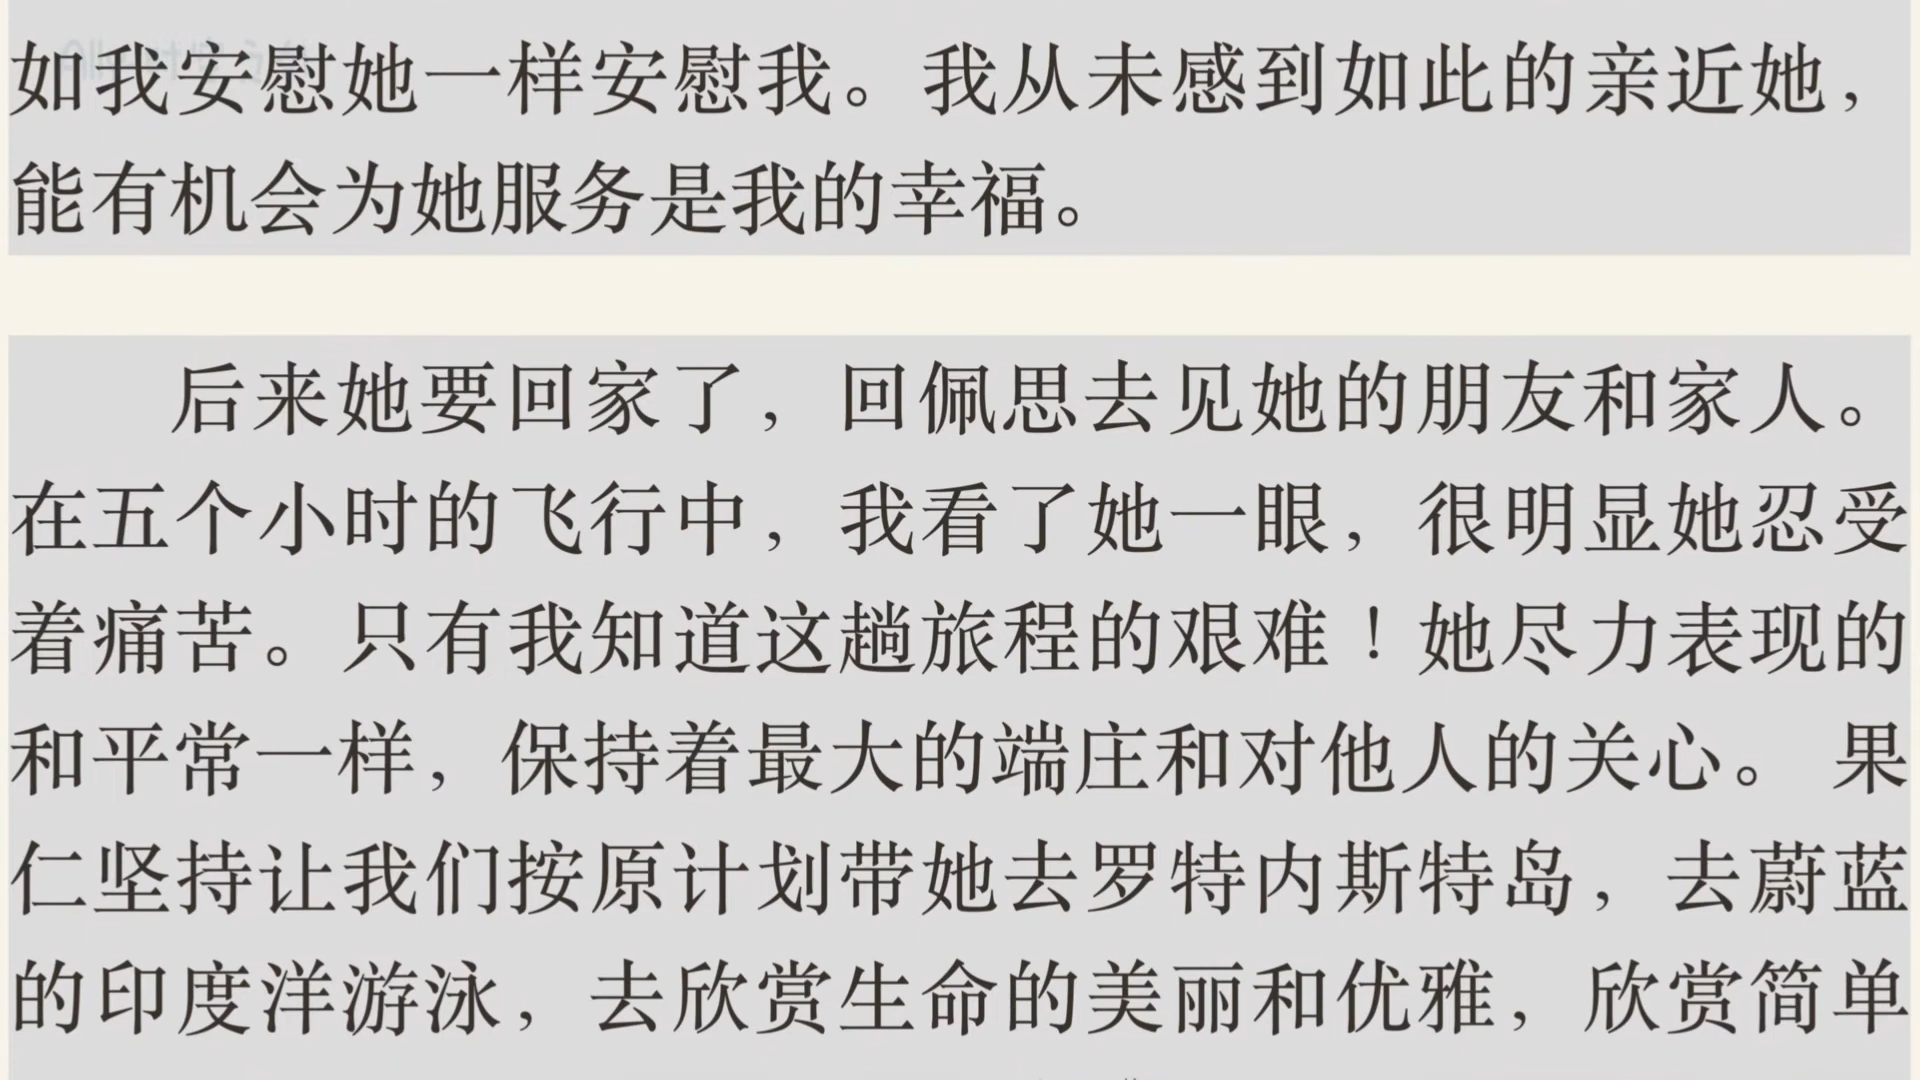 如我安慰她一样安慰我。我从未感到如此的亲近她，
能有机会为她服务是我的幸福。
后来她要回家了，回佩思去见她的朋友和家人。
在五个小时的飞行中，我看了她一眼，很明显她忍受
着痛苦。只有我知道这趟旅程的艰难！她尽力表现的
和平常一样，保持着最大的端庄和对他人的关心。 果
仁坚持让我们按原计划带她去罗特内斯特岛，去蔚蓝
的印度洋游泳，去欣赏生命的美丽和优雅，欣赏简单